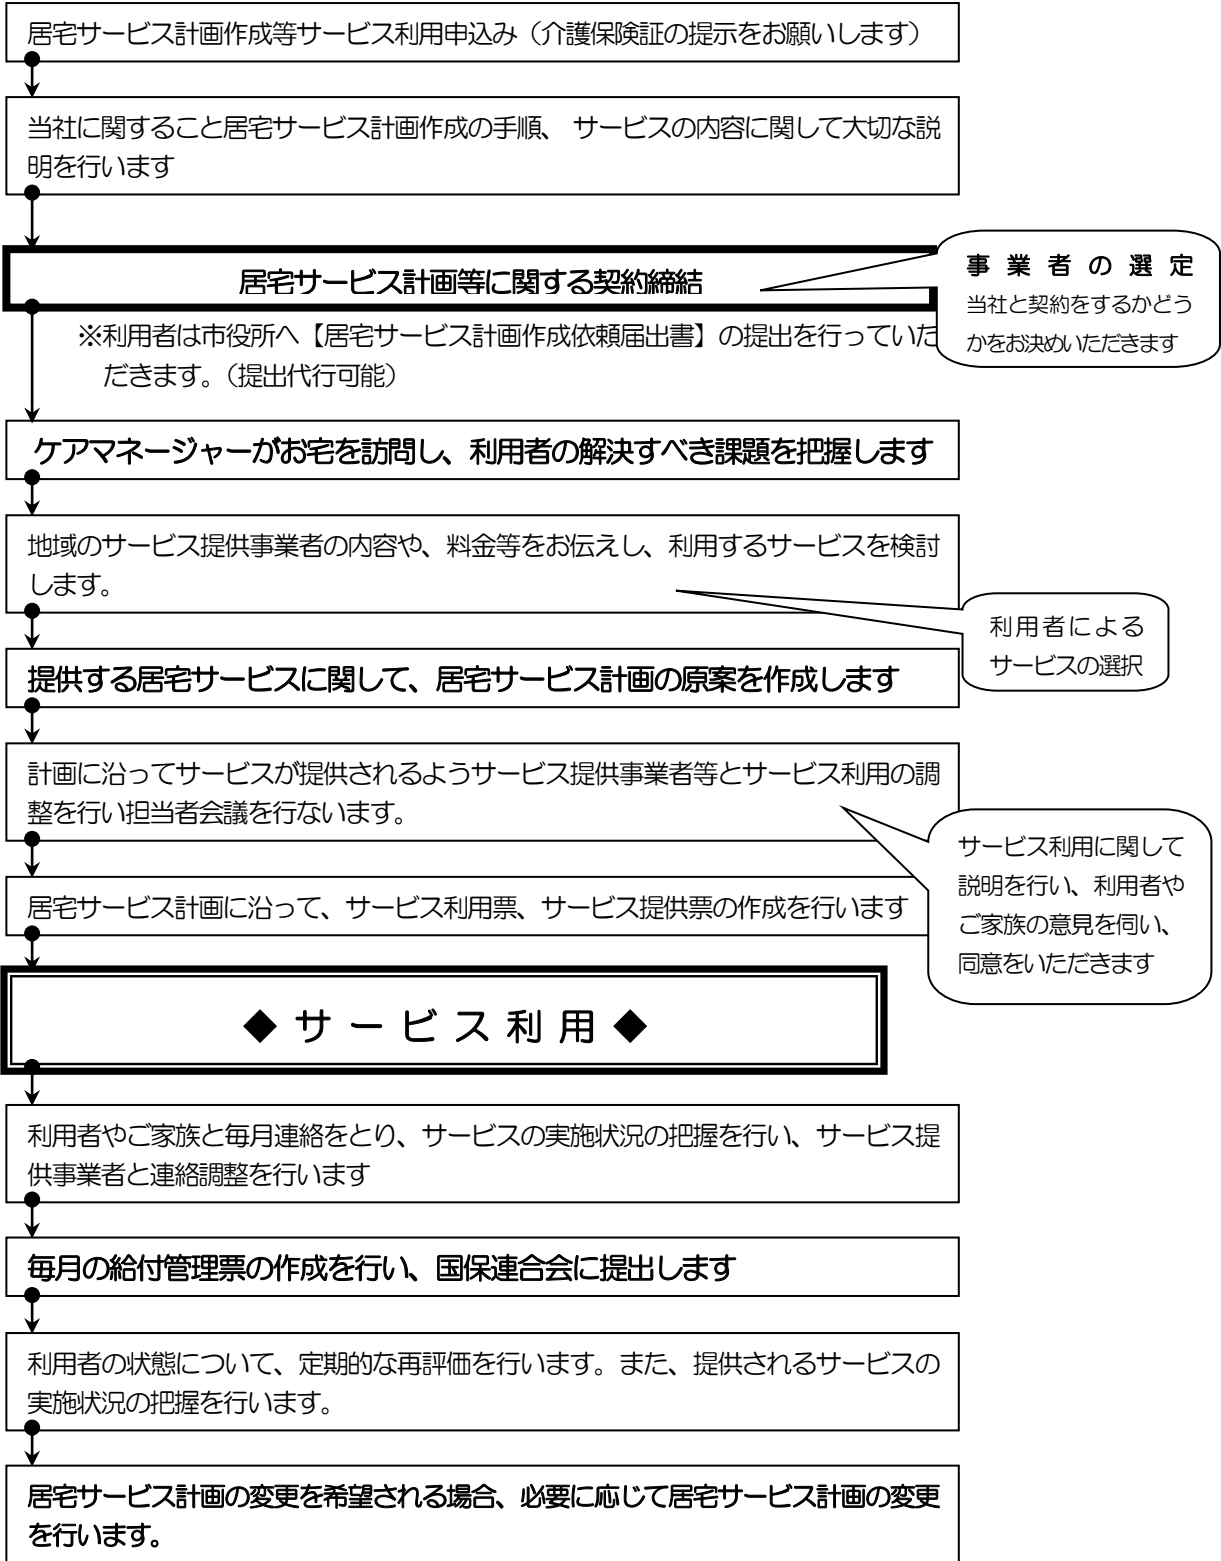 居宅サービス計画作成等サービス利用申込み（介護保険証の提示をお願いします）
当社に関すること居宅サービス計画作成の手順、 サービスの内容に関して大切な説
明を行います
居宅サービス計画等に関する契約締結
事業者の選定
当社と契約をするかどう
かをお決めいただきます
※利用者は市役所へ【居宅サービス計画作成依頼届出書】の提出を行っていた
だきます。（提出代行可能）
ケアマネージャーがお宅を訪問し、利用者の解決すべき課題を把握します
地域のサービス提供事業者の内容や、料金等をお伝えし、利用するサービスを検討
します。
利用者による
サービスの選択
提供する居宅サービスに関して、居宅サービス計画の原案を作成します
計画に沿ってサービスが提供されるようサービス提供事業者等とサービス利用の調
整を行い担当者会議を行ないます。
サービス利用に関して
説明を行い、利用者や
ご家族の意見を伺い、
同意をいただきます
居宅サービス計画に沿って、サービス利用票、サービス提供票の作成を行います
◆サービス利用◆
利用者やご家族と毎月連絡をとり、サービスの実施状況の把握を行い、サービス提
供事業者と連絡調整を行います
毎月の給付管理票の作成を行い、国保連合会に提出します
利用者の状態について、定期的な再評価を行います。また、提供されるサービスの
実施状況の把握を行います。
居宅サービス計画の変更を希望される場合、必要に応じて居宅サービス計画の変更
を行います。